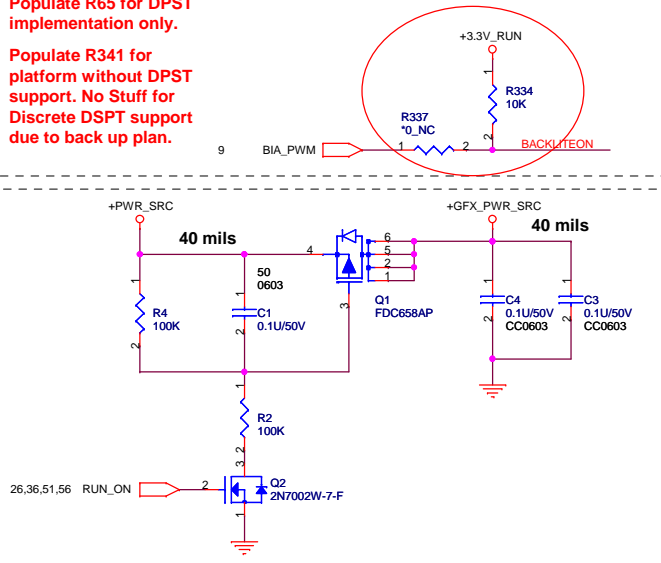 Populate R65 for DPST
implementation only.
Populate R341 for
platform without DPST
support. No Stuff for
Discrete DSPT support
due to back up plan.
+3.3V_RUN
1
R334
10K
2
R337
*0_NC
9 BIA_PWM
1 2
BACKLITEON
+PWR_SRC
+GFX_PWR_SRC
40 mils
40 mils
4
6
5
2
1
3
Q1
FDC658AP
50
0603
1
R4
100K
2
1
C1
0.1U/50V
2
1
C4
0.1U/50V
CC0603
2
1
C3
0.1U/50V
CC0603
2
1
R2
100K
2
3
26,36,51,56 RUN_ON
2
Q2
2N7002W-7-F
1